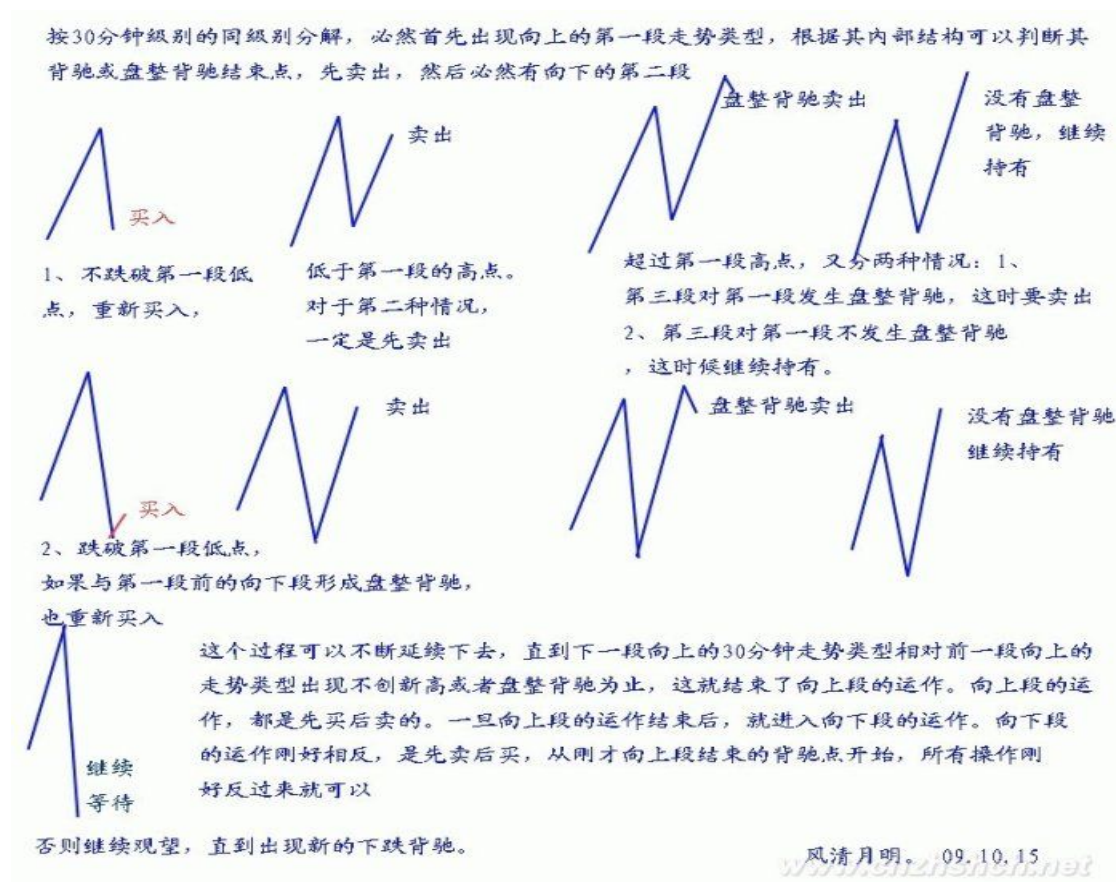 按30分钟级别的同级别分解，必然首先出现向上的第一段走势类型，根据其内部结构可以判断其
背驰或盘整背驰结束点，先卖出，然后必然有向下的第二段
买入
卖出
盘整背驰卖出
没有盘整
背驰，继续
持有
1、不跌破第一段低
点，重新买入，
低于第一段的高点。
对于第二种情况，
一定是先卖出
超过第一段高点，又分两种情况：1、
第三段对第一段发生盘整背驰，这时要卖出
2、第三段对第一段不发生盘整背驰
，这时候继续持有。
买入
卖出
盘整背驰卖出
没有盘整背驰
继续持有
2、跌破第一段低点，
如果与第一段前的向下段形成盘整背驰，
也重新买入
继续
等待
这个过程可以不断延续下去，直到下一段向上的30分钟走势类型相对前一段向上的
走势类型出现不创新高或者盘整背驰为止，这就结束了向上段的运作。向上段的运
作，都是先买后卖的。一旦向上段的运作结束后，就进入向下段的运作。向下段
的运作刚好相反，是先卖后买，从刚才向上段结束的背驰点开始，所有操作刚
好反过来就可以
否则继续观望，直到出现新的下跌背驰。
风清月明。 09.10.15